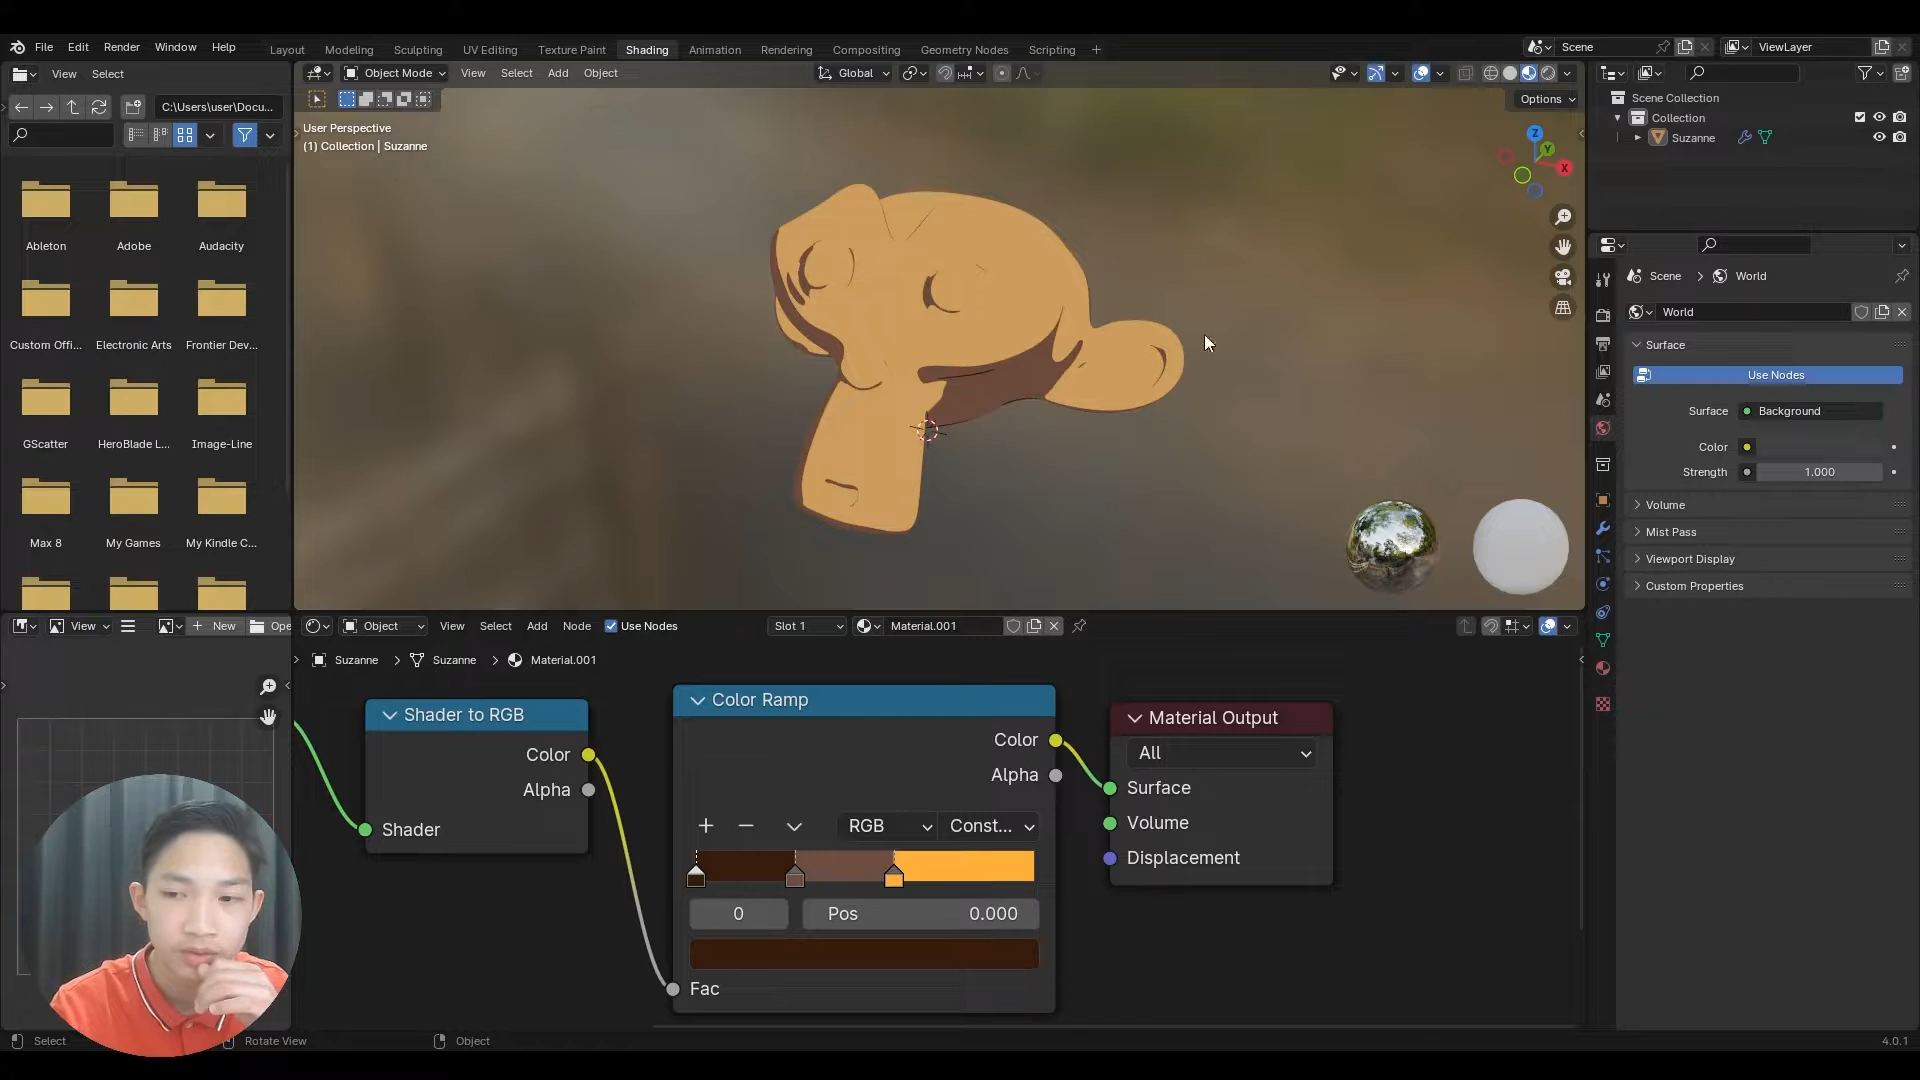 File Edit Render Window Help
Layout Modeling Sculpting UV Editing Texture Paint Shading Animation Rendering Compositing Geometry Nodes Scripting
Scene
ViewLayer
View Select
Object Mode View Select Add Object
Global
C:\Users\user\Docu...
Options
User Perspective
(1) Collection | Suzanne
Z
Y
X
Scene Collection
Collection
Suzanne
Ableton Adobe Audacity
Custom Offi... Electronic Arts Frontier Dev...
GScatter HeroBlade L... Image-Line
Max 8 My Games My Kindle C...
Scene > World
World
Surface
Use Nodes
Surface Background
Color
Strength 1.000
Volume
Mist Pass
Viewport Display
Custom Properties
View New Ope
Object View Select Add Node Use Nodes Slot 1 Material.001
Suzanne > Suzanne > Material.001
Shader to RGB
Color
Alpha
Shader
Color Ramp
Color
Alpha
RGB Const...
0 Pos 0.000
Fac
Material Output
All
Surface
Volume
Displacement
Select Rotate View Object 4.0.1